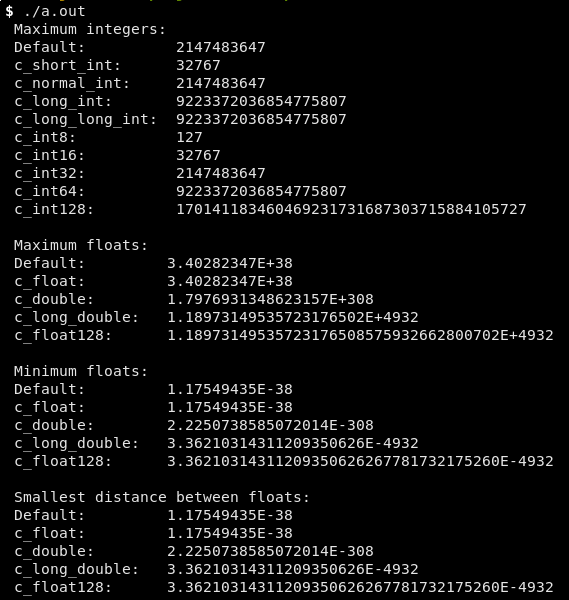 $ ./a.out
Maximum integers:
Default: 2147483647
c_short_int: 32767
c_normal_int: 2147483647
c_long_int: 9223372036854775807
c_long_long_int: 9223372036854775807
c_int8: 127
c_int16: 32767
c_int32: 2147483647
c_int64: 9223372036854775807
c_int128: 170141183460469231731687303715884105727
Maximum floats:
Default: 3.40282347E+38
c_float: 3.40282347E+38
c_double: 1.7976931348623157E+308
c_long_double: 1.18973149535723176502E+4932
c_float128: 1.18973149535723176508575932662800702E+4932
Minimum floats:
Default: 1.17549435E-38
c_float: 1.17549435E-38
c_double: 2.2250738585072014E-308
c_long_double: 3.36210314311209350626E-4932
c_float128: 3.36210314311209350626267781732175260E-4932
Smallest distance between floats:
Default: 1.17549435E-38
c_float: 1.17549435E-38
c_double: 2.2250738585072014E-308
c_long_double: 3.36210314311209350626E-4932
c_float128: 3.36210314311209350626267781732175260E-4932